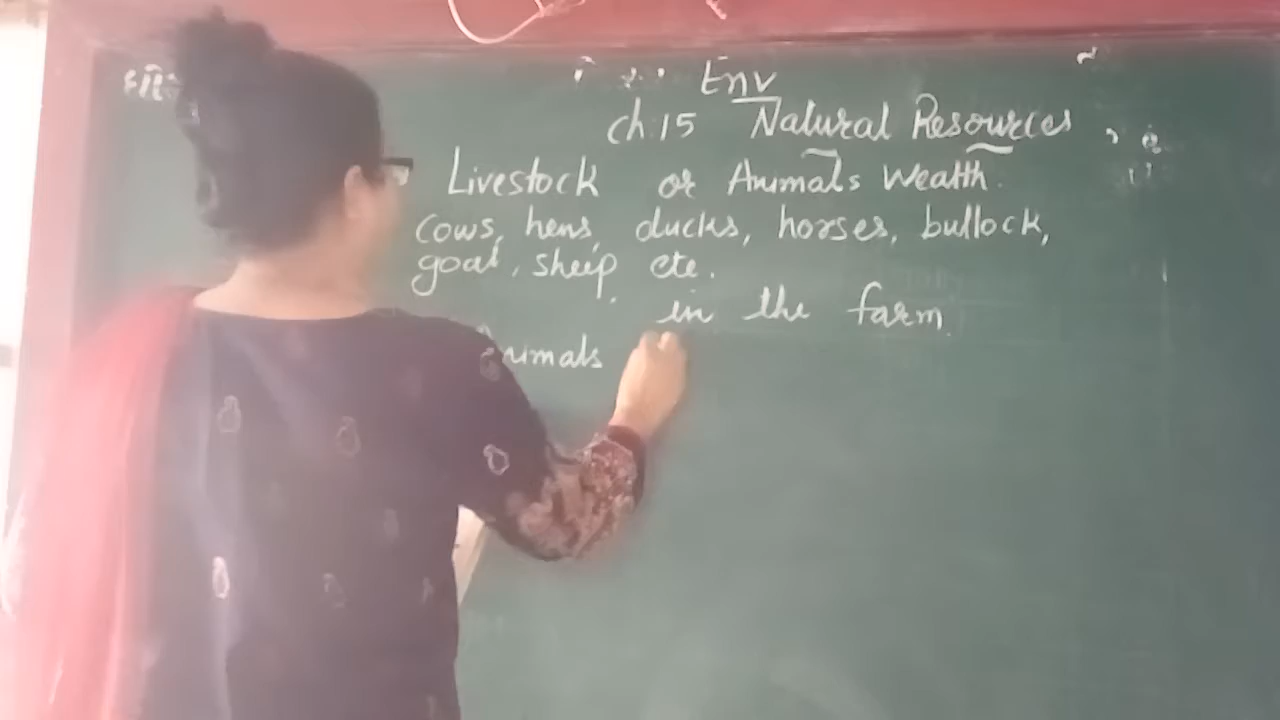 Env
ch.15 Natural Resources
Livestock or Animals Wealth.
Cows, hens, ducks, horses, bullock,
goat, sheep etc.
in the farm.
Animals